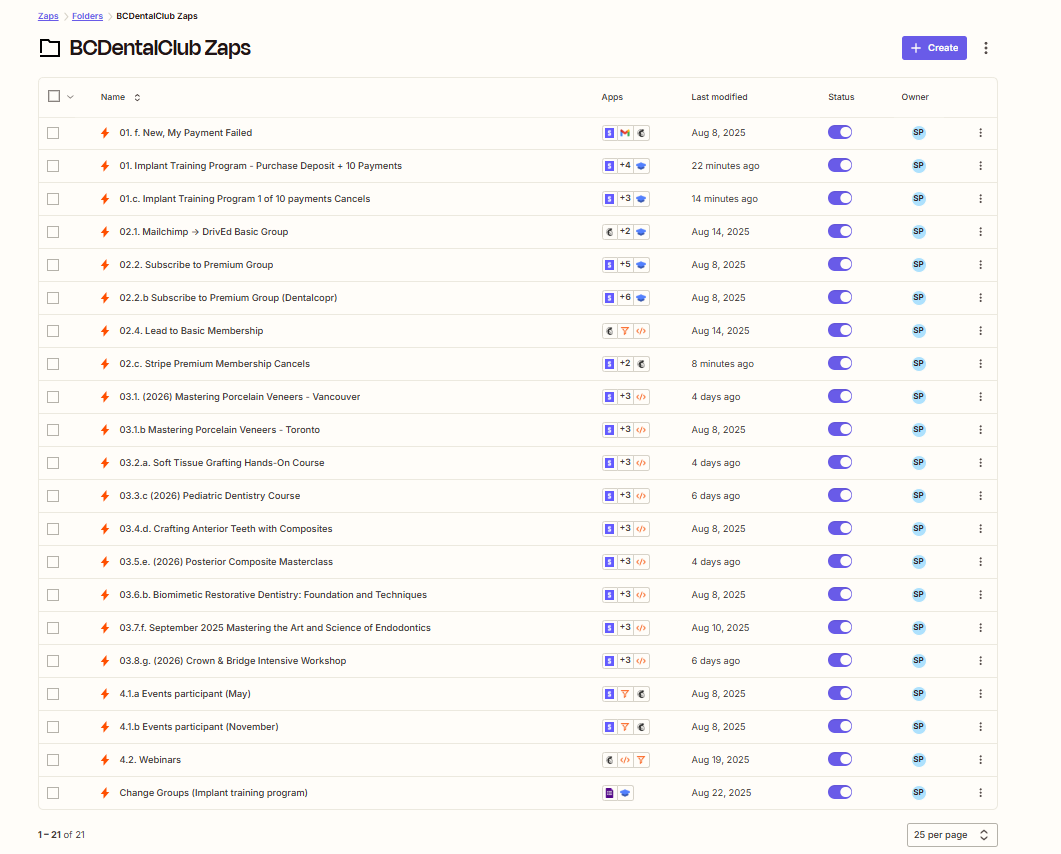 Zaps > Folders > BCDentalClub Zaps
BCDentalClub Zaps
+ Create
Name Apps Last modified Status Owner
01. f. New, My Payment Failed Aug 8, 2025 SP
01. Implant Training Program - Purchase Deposit + 10 Payments +4 22 minutes ago SP
01.c. Implant Training Program 1 of 10 payments Cancels +3 14 minutes ago SP
02.1. Mailchimp → DrivEd Basic Group +2 Aug 14, 2025 SP
02.2. Subscribe to Premium Group +5 Aug 8, 2025 SP
02.2.b Subscribe to Premium Group (Dentalcopr) +6 Aug 8, 2025 SP
02.4. Lead to Basic Membership Aug 14, 2025 SP
02.c. Stripe Premium Membership Cancels +2 8 minutes ago SP
03.1. (2026) Mastering Porcelain Veneers - Vancouver +3 4 days ago SP
03.1.b Mastering Porcelain Veneers - Toronto +3 Aug 8, 2025 SP
03.2.a. Soft Tissue Grafting Hands-On Course +3 4 days ago SP
03.3.c (2026) Pediatric Dentistry Course +3 6 days ago SP
03.4.d. Crafting Anterior Teeth with Composites +3 Aug 8, 2025 SP
03.5.e. (2026) Posterior Composite Masterclass +3 4 days ago SP
03.6.b. Biomimetic Restorative Dentistry: Foundation and Techniques +3 Aug 8, 2025 SP
03.7.f. September 2025 Mastering the Art and Science of Endodontics +3 Aug 10, 2025 SP
03.8.g. (2026) Crown & Bridge Intensive Workshop +3 6 days ago SP
4.1.a Events participant (May) Aug 8, 2025 SP
4.1.b Events participant (November) Aug 8, 2025 SP
4.2. Webinars Aug 19, 2025 SP
Change Groups (Implant training program) Aug 22, 2025 SP
1 – 21 of 21 25 per page